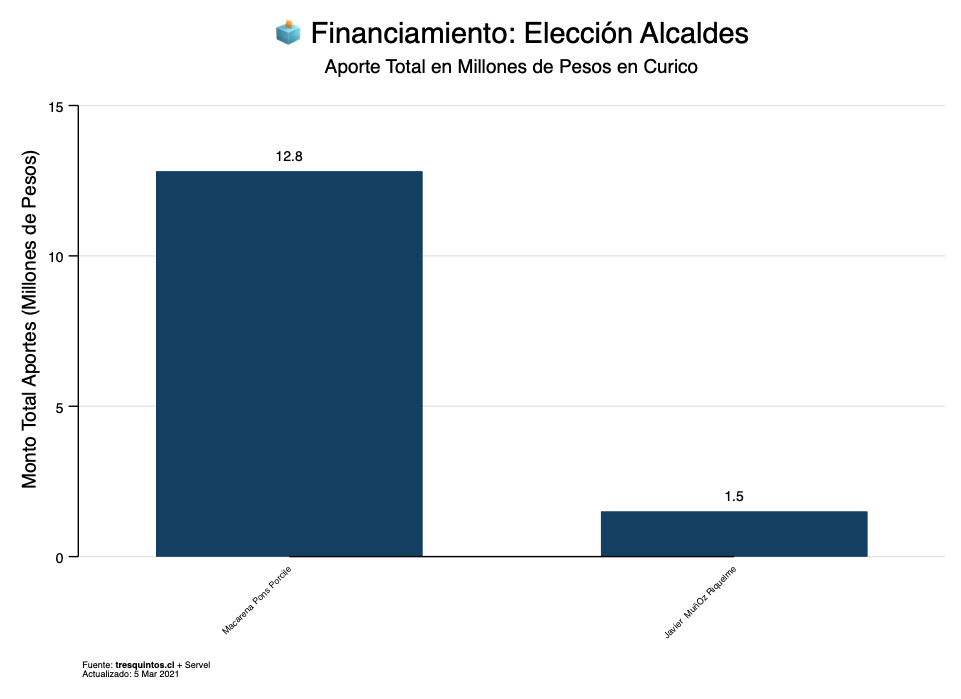 Financiamiento: Elección Alcaldes
Aporte Total en Millones de Pesos en Curico
Monto Total Aportes (Millones de Pesos)
15
10
5
0
12.8
1.5
Macarena Pons Porcile
Javier MuñOz Riquelme
Fuente: tresquintos.cl + Servel
Actualizado: 5 Mar 2021